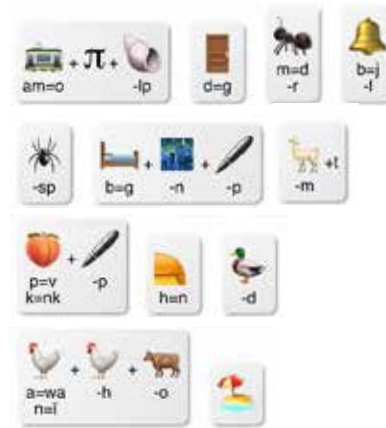 + π +
m=d b=j
am=o -lp d=g -r -l
+ + +t
-sp b=g -n -p -m
+
p=v -p h=n -d
k=nk
+ +
a=wa -h -o